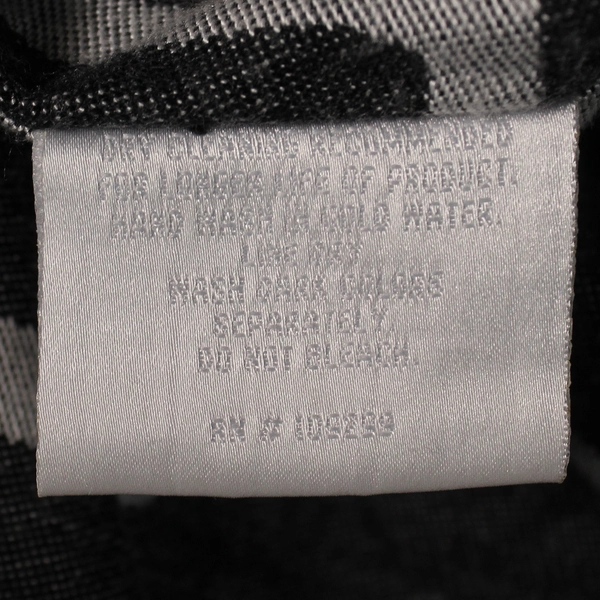 DRY CLEANING RECOMMENDED
FOR LONGER LIFE OF PRODUCT.
HAND WASH IN COLD WATER.
LINE DRY
WASH DARK COLORS
SEPARATELY.
DO NOT BLEACH.
RN # 109299